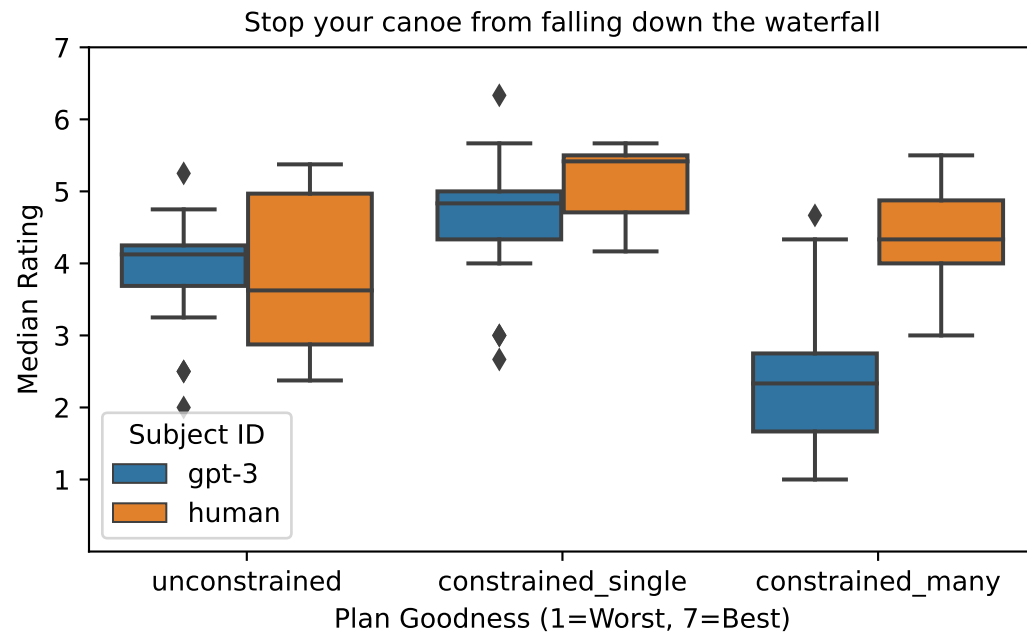 Stop your canoe from falling down the waterfall
7
6
5
4
3
2
1
Median Rating
Subject ID
gpt-3
human
unconstrained constrained_single constrained_many
Plan Goodness (1=Worst, 7=Best)